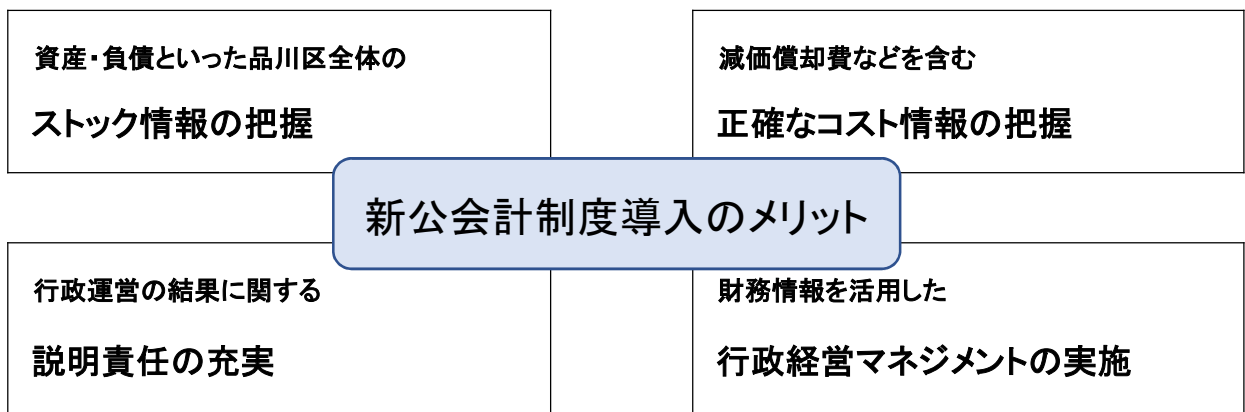 資産・負債といった品川区全体の
ストック情報の把握
減価償却費などを含む
正確なコスト情報の把握
新公会計制度導入のメリット
行政運営の結果に関する
説明責任の充実
財務情報を活用した
行政経営マネジメントの実施